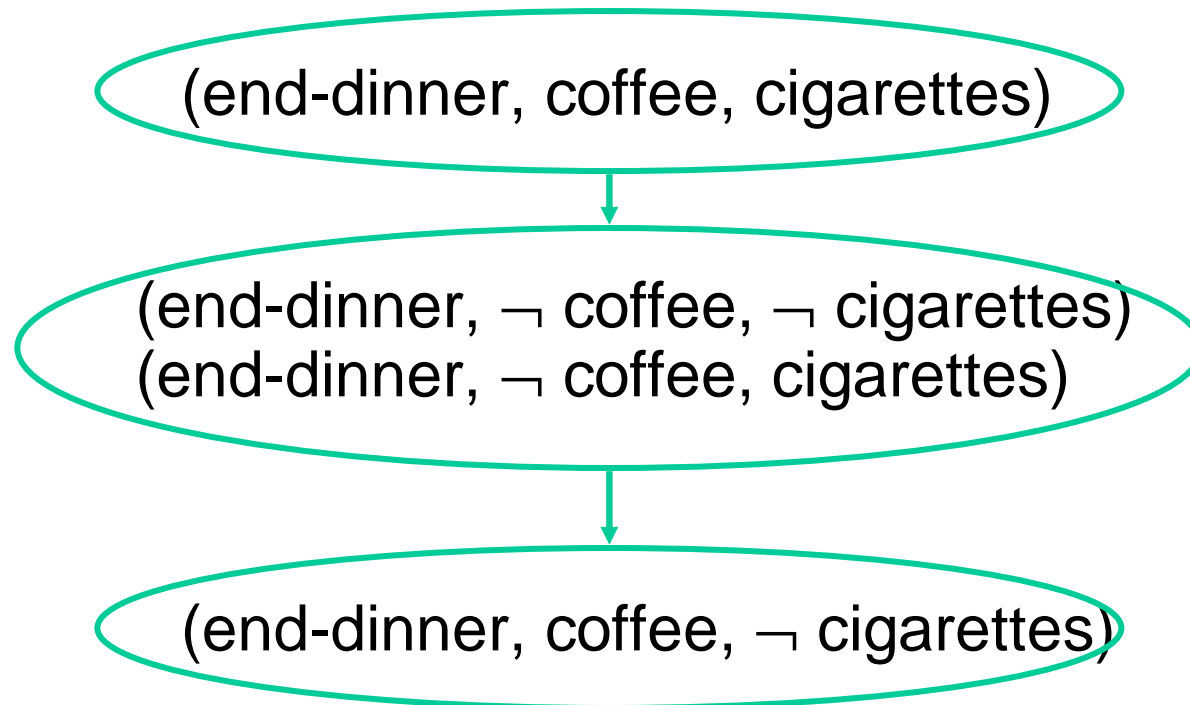 (end-dinner, coffee, cigarettes)
(end-dinner, ¬ coffee, ¬ cigarettes)
(end-dinner, ¬ coffee, cigarettes)
(end-dinner, coffee, ¬ cigarettes)